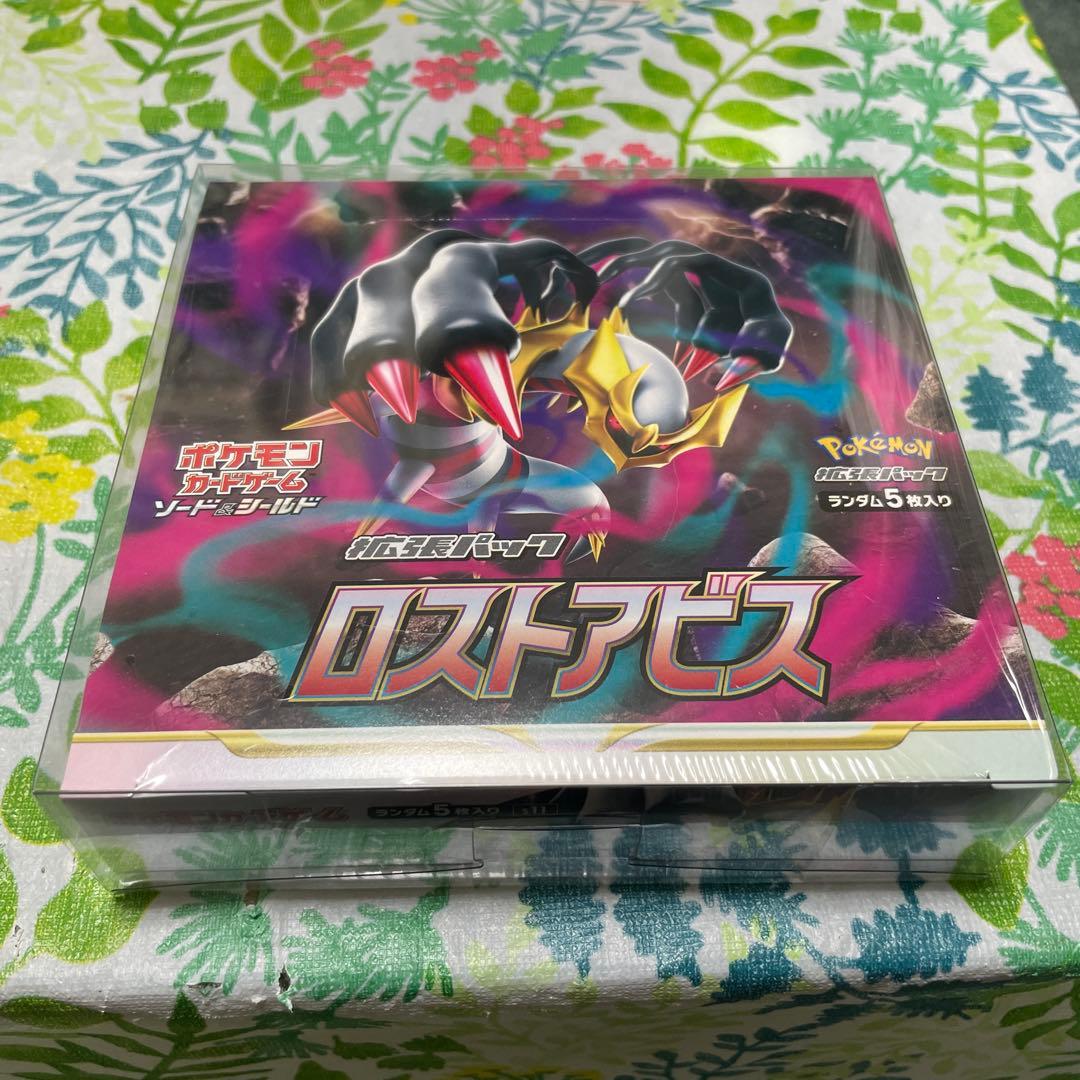 ポケモン
カードゲーム
ソード&シールド
POKéMON
拡張パック
ランダム5枚入り
拡張パック
ロストアビス
ランダム5枚入り s11